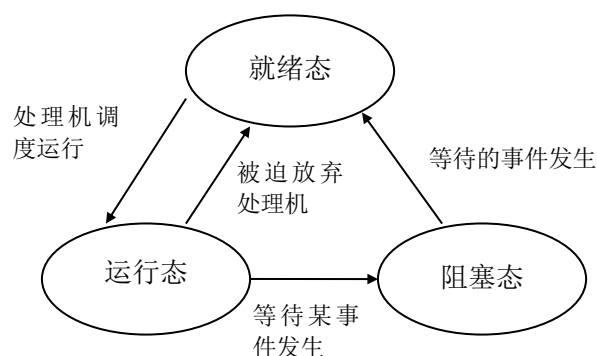 就绪态
处理机调
度运行
等待的事件发生
被迫放弃
处理机
运行态
阻塞态
等待某事
件发生